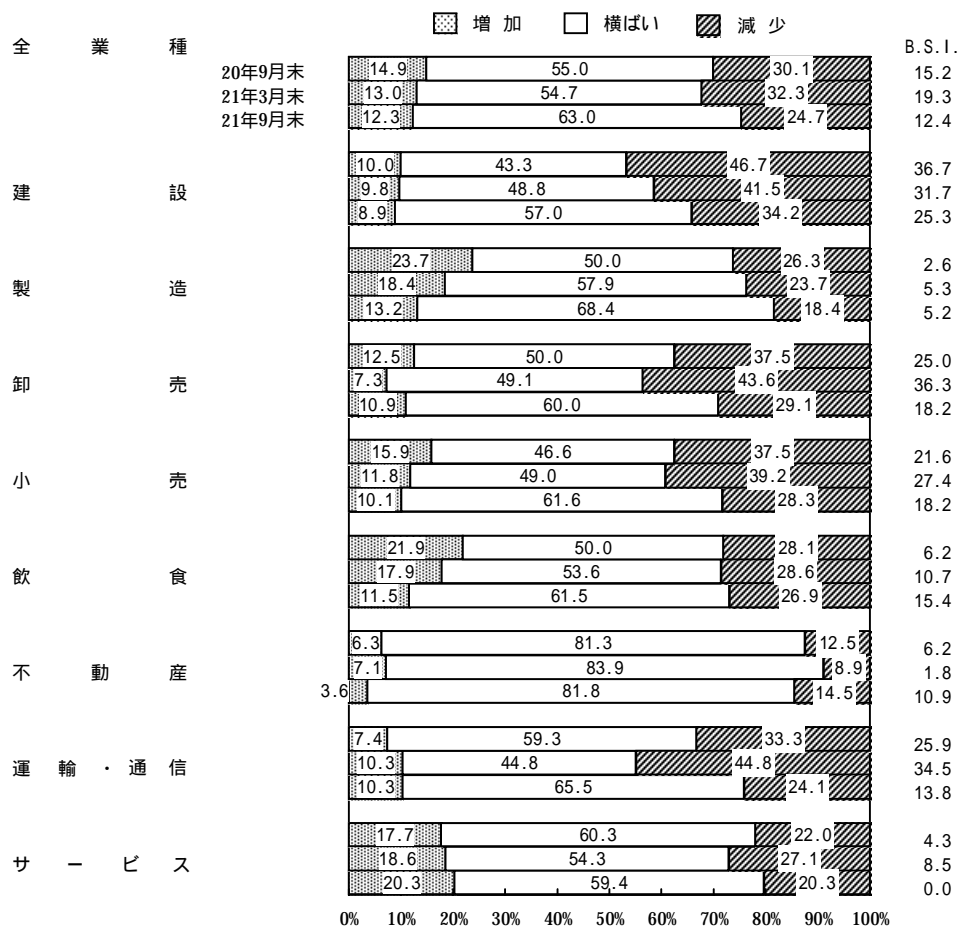 増 加 横ばい 減 少
全 業 種 B.S.I.
20年9月末 14.9 55.0 30.1 15.2
21年3月末 13.0 54.7 32.3 19.3
21年9月末 12.3 63.0 24.7 12.4
10.0 43.3 46.7 36.7
建 設 9.8 48.8 41.5 31.7
8.9 57.0 34.2 25.3
23.7 50.0 26.3 2.6
製 造 18.4 57.9 23.7 5.3
13.2 68.4 18.4 5.2
12.5 50.0 37.5 25.0
卸 売 7.3 49.1 43.6 36.3
10.9 60.0 29.1 18.2
15.9 46.6 37.5 21.6
小 売 11.8 49.0 39.2 27.4
10.1 61.6 28.3 18.2
21.9 50.0 28.1 6.2
飲 食 17.9 53.6 28.6 10.7
11.5 61.5 26.9 15.4
6.3 81.3 12.5 6.2
不 動 産 7.1 83.9 8.9 1.8
3.6 81.8 14.5 10.9
7.4 59.3 33.3 25.9
運 輸 ・ 通 信 10.3 44.8 44.8 34.5
10.3 65.5 24.1 13.8
17.7 60.3 22.0 4.3
サ ー ビ ス 18.6 54.3 27.1 8.5
20.3 59.4 20.3 0.0
0% 10% 20% 30% 40% 50% 60% 70% 80% 90% 100%